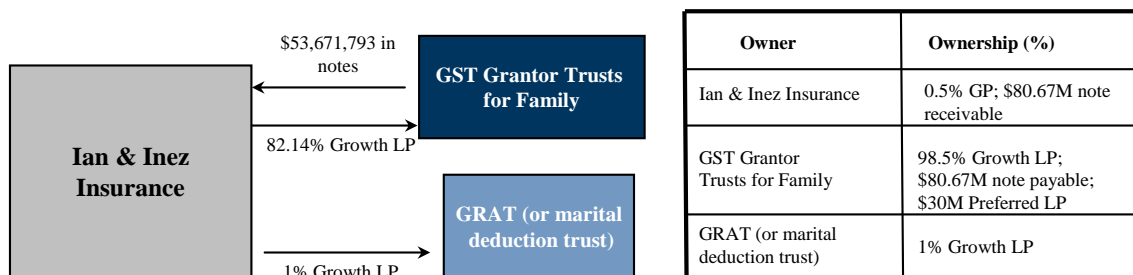 $53,671,793 in
notes
GST Grantor Trusts
for Family
Ian & Inez
Insurance
82.14% Growth LP
GRAT (or marital
deduction trust)
1% Growth LP
Owner
Ownership (%)
Ian & Inez Insurance
0.5% GP; $80.67M note
receivable
GST Grantor
Trusts for Family
98.5% Growth LP;
$80.67M note payable;
$30M Preferred LP
GRAT (or marital
deduction trust)
1% Growth LP